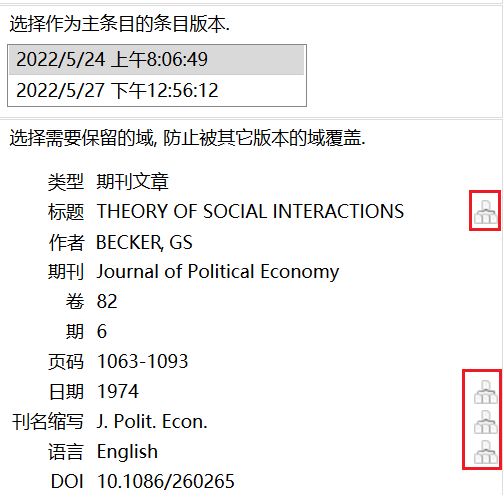 选择作为主条目的条目版本.
2022/5/24 上午8:06:49
2022/5/27 下午12:56:12
选择需要保留的域, 防止被其它版本的域覆盖.
类型 期刊文章
标题 THEORY OF SOCIAL INTERACTIONS
作者 BECKER, GS
期刊 Journal of Political Economy
卷 82
期 6
页码 1063-1093
日期 1974
刊名缩写 J. Polit. Econ.
语言 English
DOI 10.1086/260265